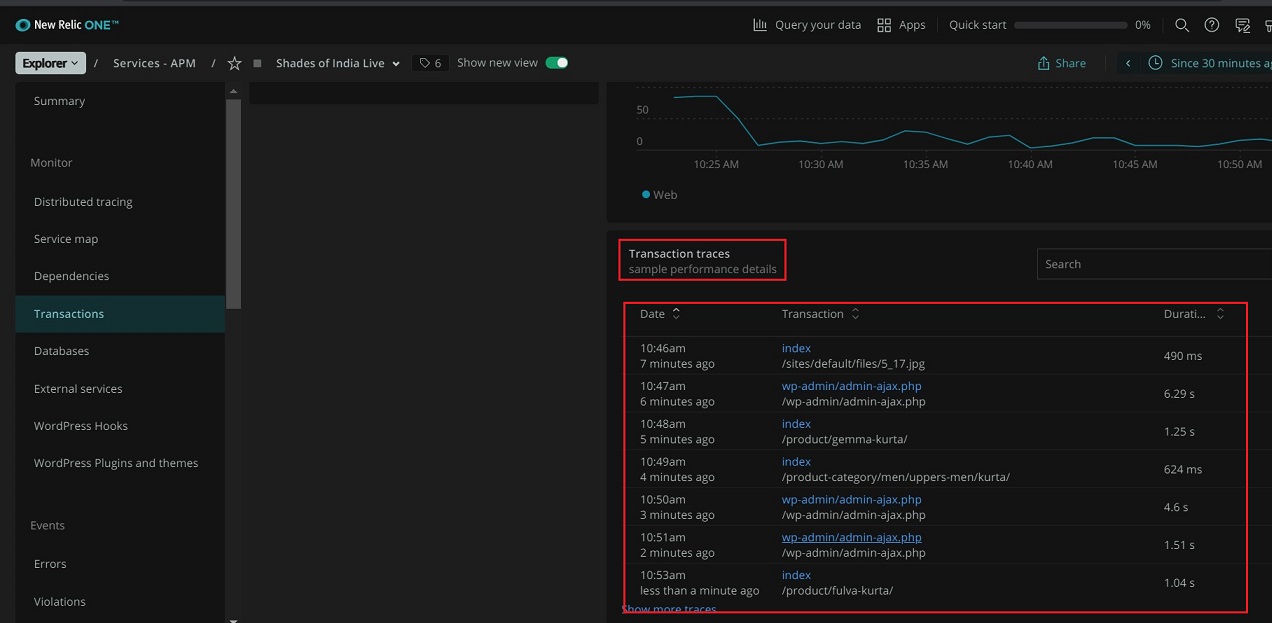 New Relic ONE™
Query your data
Apps
Quick start
0%
Explorer / Services - APM / Shades of India Live 6 Show new view
Share
Since 30 minutes ag
Summary
Monitor
Distributed tracing
Service map
Dependencies
Transactions
Databases
External services
WordPress Hooks
WordPress Plugins and themes
Events
Errors
Violations
50
0
10:25 AM 10:30 AM 10:35 AM 10:40 AM 10:45 AM 10:50 AM
Web
Transaction traces
sample performance details
Search
Date Transaction Durati...
10:46am index
7 minutes ago /sites/default/files/5_17.jpg 490 ms
10:47am wp-admin/admin-ajax.php
6 minutes ago /wp-admin/admin-ajax.php 6.29 s
10:48am index
5 minutes ago /product/gemma-kurta/ 1.25 s
10:49am index
4 minutes ago /product-category/men/uppers-men/kurta/ 624 ms
10:50am wp-admin/admin-ajax.php
3 minutes ago /wp-admin/admin-ajax.php 4.6 s
10:51am wp-admin/admin-ajax.php
2 minutes ago /wp-admin/admin-ajax.php 1.51 s
10:53am index
less than a minute ago /product/fulva-kurta/ 1.04 s
Show more traces